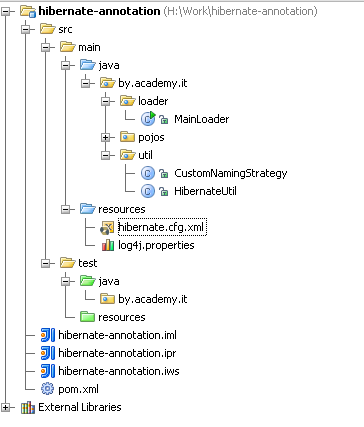 hibernate-annotation (H:\Work\hibernate-annotation)
src
main
java
by.academy.it
loader
MainLoader
pojos
util
CustomNamingStrategy
HibernateUtil
resources
hibernate.cfg.xml
log4j.properties
test
java
by.academy.it
resources
hibernate-annotation.iml
hibernate-annotation.ipr
hibernate-annotation.iws
pom.xml
External Libraries